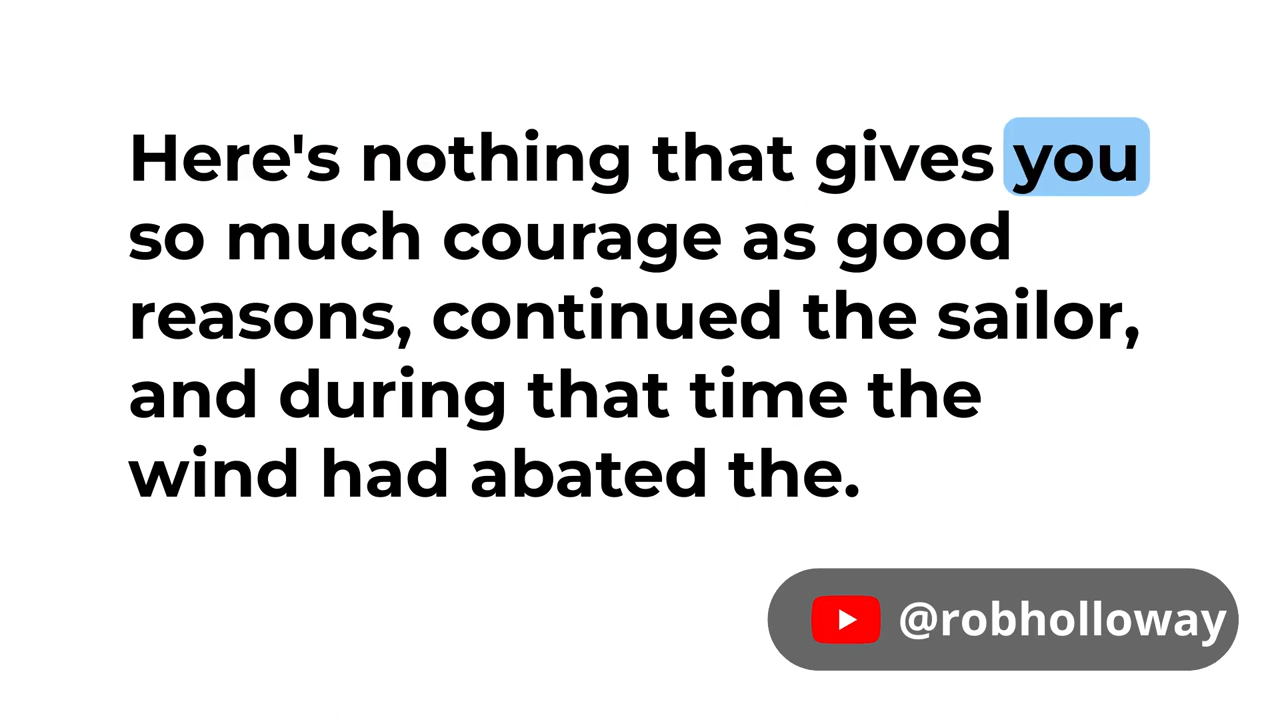 Here's nothing that gives you
so much courage as good
reasons, continued the sailor,
and during that time the
wind had abated the.
@robholloway